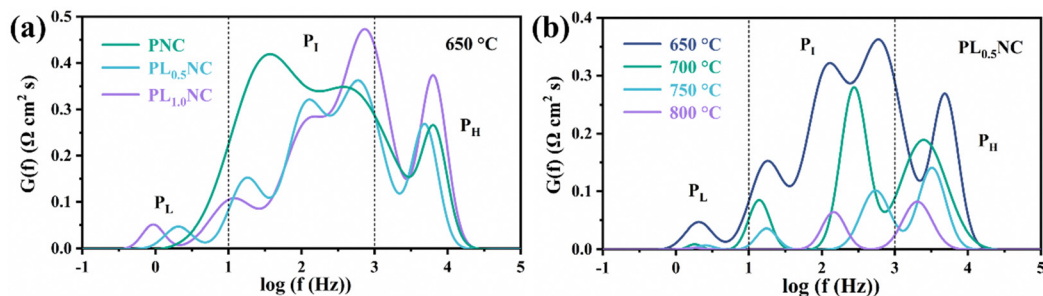 (a)
650 °C
PNC
PL0.5NC
PL1.0NC
PL
PI
PH
G(f) (Ω cm² s)
0.5
0.4
0.3
0.2
0.1
0.0
-1 0 1 2 3 4 5
log (f (Hz))
(b)
PL0.5NC
650 °C
700 °C
750 °C
800 °C
PL
PI
PH
G(f) (Ω cm² s)
0.4
0.3
0.2
0.1
0.0
-1 0 1 2 3 4 5
log (f (Hz))